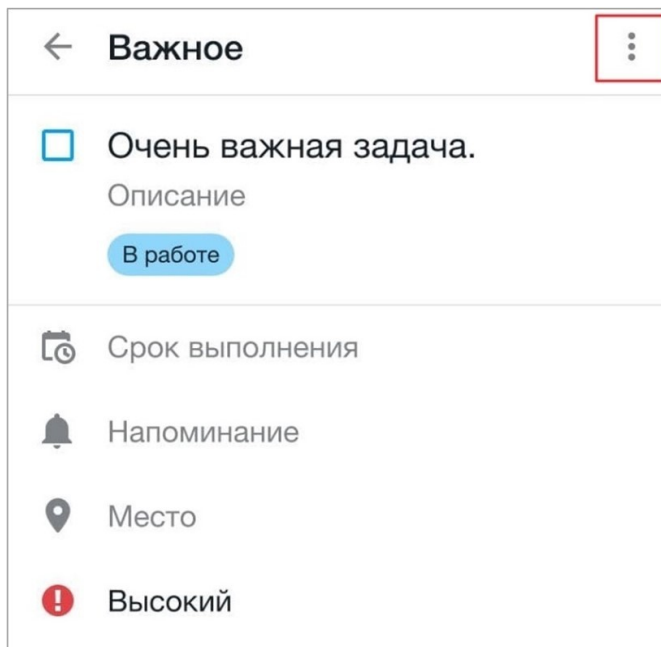 Важное
Очень важная задача.
Описание
В работе
Срок выполнения
Напоминание
Место
Высокий